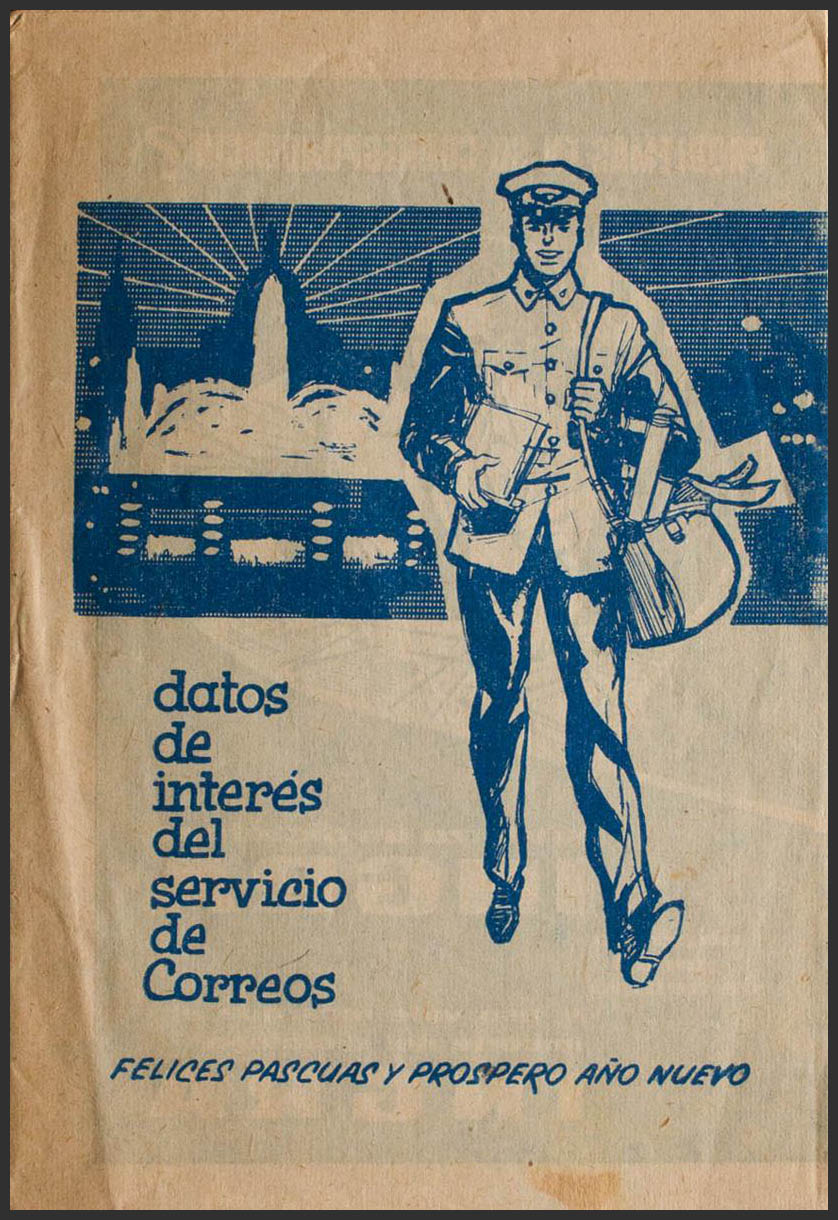 datos
de
interés
del
servicio
de
Correos
FELICES PASCUAS Y PROSPERO AÑO NUEVO